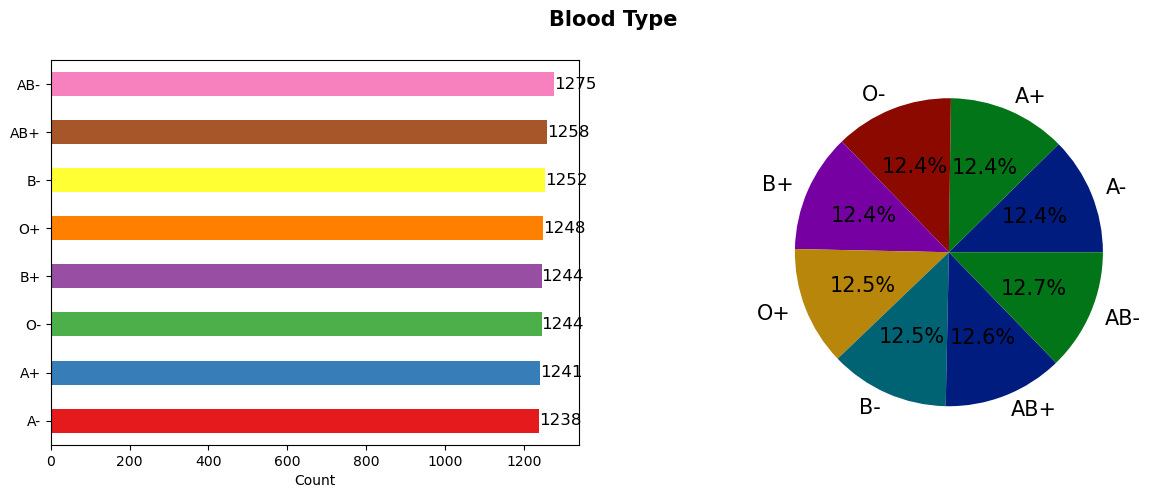 Blood Type
AB-
1275
AB+
1258
B-
1252
O+
1248
B+
1244
O-
1244
A+
1241
A-
1238
0 200 400 600 800 1000 1200
Count
O-
A+
B+
12.4%
12.4%
A-
12.4%
12.4%
O+
12.5%
12.7%
AB-
12.5%
12.6%
B-
AB+